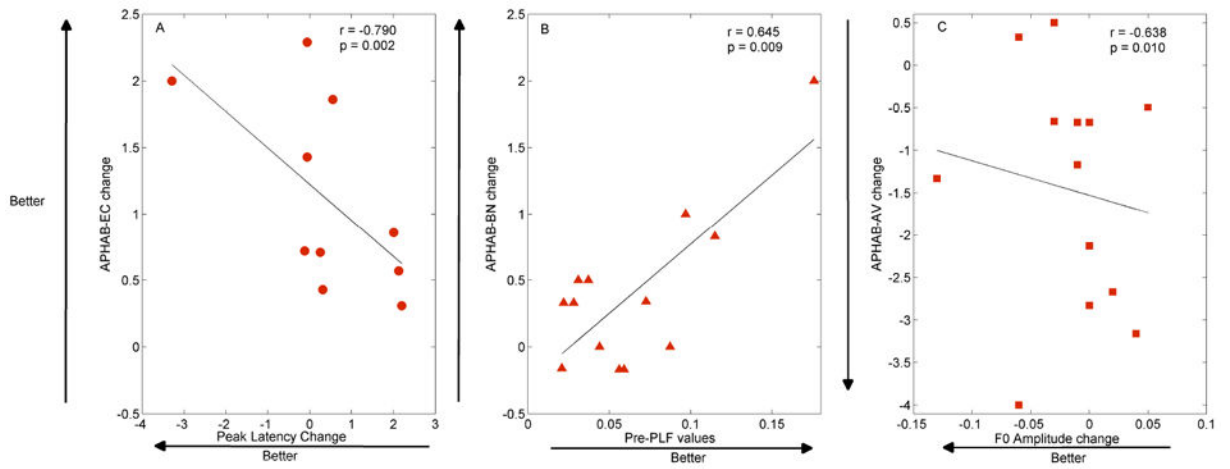 A
r = -0.790
p = 0.002
2.5
2
1.5
1
0.5
0
-0.5
-4 -3 -2 -1 0 1 2 3
APHAB-EC change
Peak Latency Change
Better
Better
B
r = 0.645
p = 0.009
2.5
2
1.5
1
0.5
0
-0.5
0 0.05 0.1 0.15
APHAB-BN change
Pre-PLF values
Better
C
r = -0.638
p = 0.010
0.5
0
-0.5
-1
-1.5
-2
-2.5
-3
-3.5
-4
-0.15 -0.1 -0.05 0 0.05 0.1
APHAB-AV change
F0 Amplitude change
Better